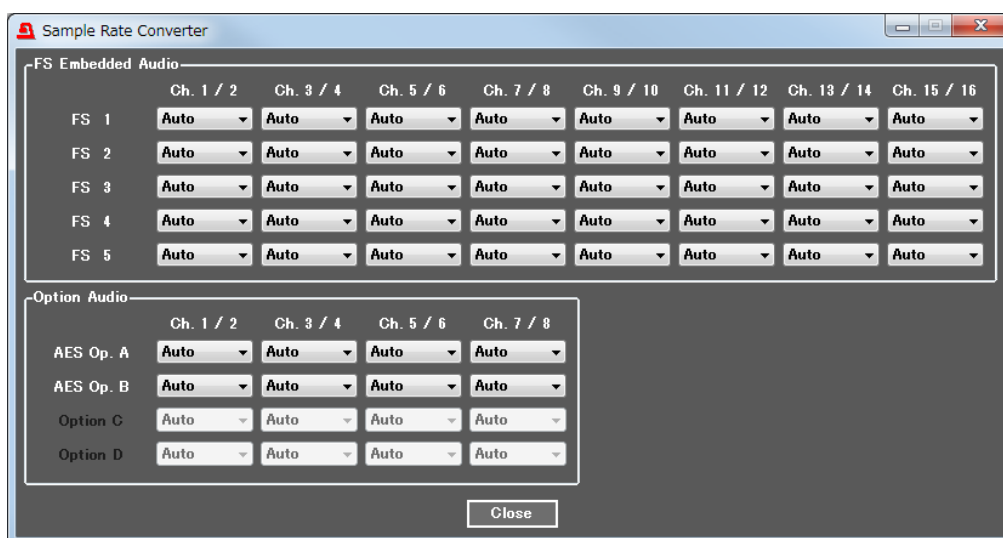 Sample Rate Converter
FS Embedded Audio
Ch. 1 / 2 Ch. 3 / 4 Ch. 5 / 6 Ch. 7 / 8 Ch. 9 / 10 Ch. 11 / 12 Ch. 13 / 14 Ch. 15 / 16
FS 1 Auto Auto Auto Auto Auto Auto Auto Auto
FS 2 Auto Auto Auto Auto Auto Auto Auto Auto
FS 3 Auto Auto Auto Auto Auto Auto Auto Auto
FS 4 Auto Auto Auto Auto Auto Auto Auto Auto
FS 5 Auto Auto Auto Auto Auto Auto Auto Auto
Option Audio
Ch. 1 / 2 Ch. 3 / 4 Ch. 5 / 6 Ch. 7 / 8
AES Op. A Auto Auto Auto Auto
AES Op. B Auto Auto Auto Auto
Option C Auto Auto Auto Auto
Option D Auto Auto Auto Auto
Close